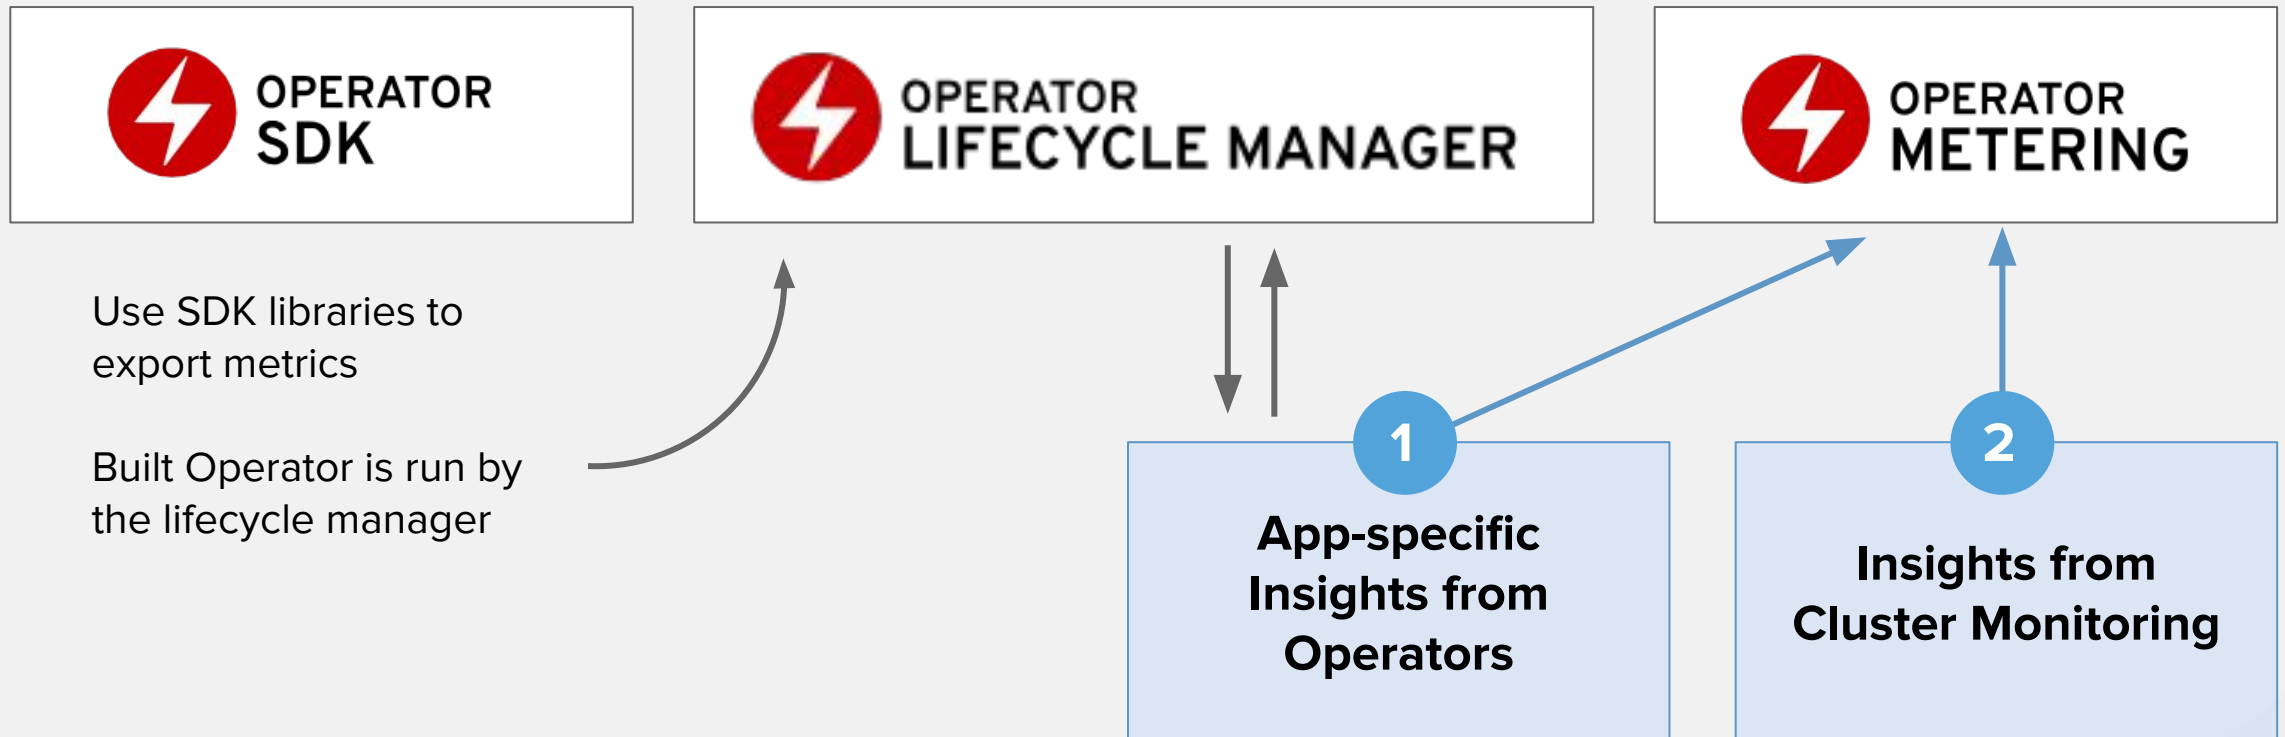 OPERATOR
SDK
OPERATOR
LIFECYCLE MANAGER
OPERATOR
METERING
Use SDK libraries to
export metrics
Built Operator is run by
the lifecycle manager
1
App-specific
Insights from
Operators
2
Insights from
Cluster Monitoring